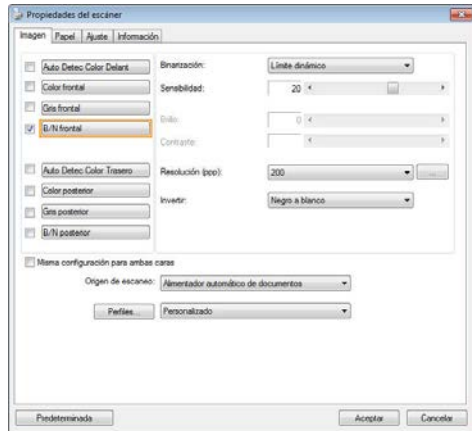 Propiedades del escáner
Imagen Papel Ajuste Información
Auto Detec Color Delant
Color frontal
Gris frontal
B/N frontal
Auto Detec Color Trasero
Color posterior
Gris posterior
B/N posterior
Binarización: Límite dinámico
Sensibilidad: 20
Brillo: 0
Contraste:
Resolución (ppp): 200 ...
Invertir: Negro a blanco
Misma configuración para ambas caras
Origen de escaneo: Alimentador automático de documentos
Perfiles... Personalizado
Predeterminada Aceptar Cancelar